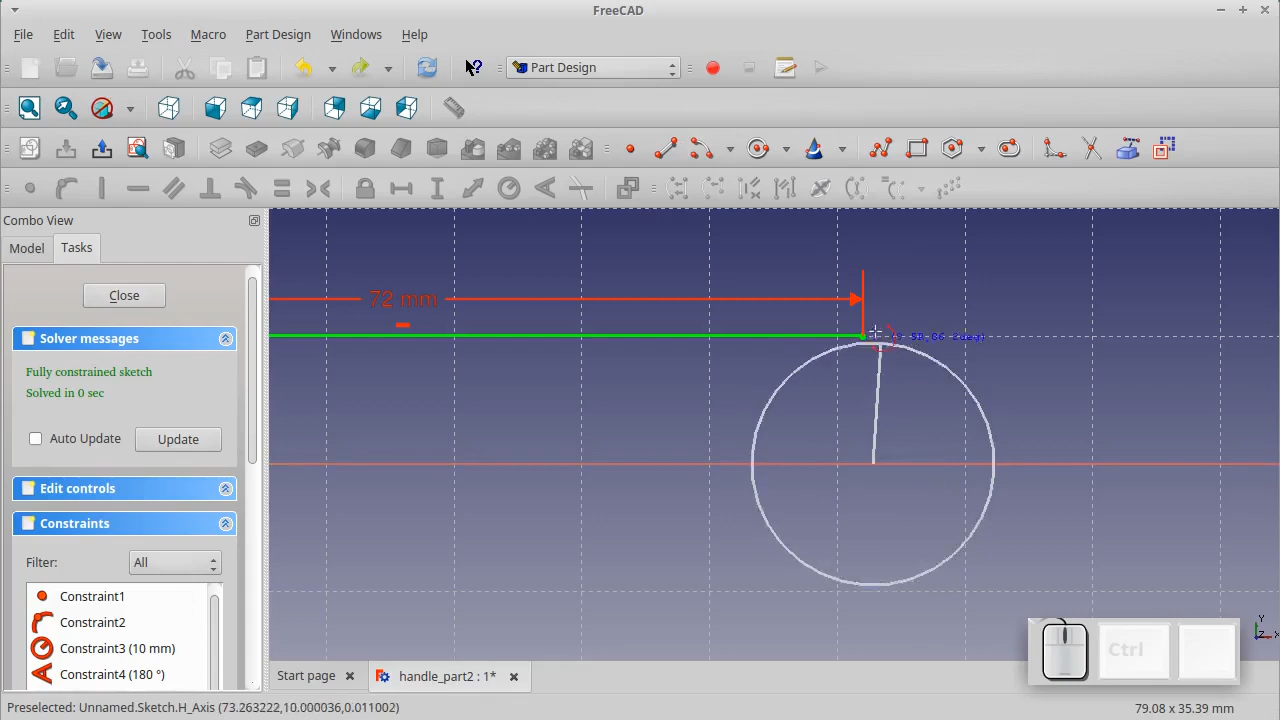 FreeCAD
File Edit View Tools Macro Part Design Windows Help
Part Design
Combo View
Model Tasks
Close
Solver messages
Fully constrained sketch
Solved in 0 sec
Auto Update Update
Edit controls
Constraints
Filter: All
Constraint1
Constraint2
Constraint3 (10 mm)
Constraint4 (180 °)
72 mm
Ctrl
Y
Z X
Start page handle_part2 : 1*
Preselected: Unnamed.Sketch.H_Axis (73.263222,10.000036,0.011002) 79.08 x 35.39 mm